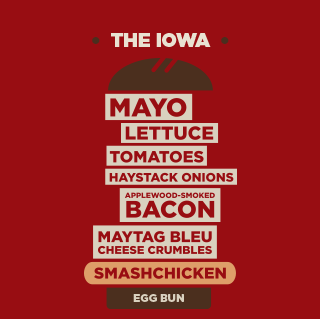 THE IOWA
MAYO
LETTUCE
TOMATOES
HAYSTACK ONIONS
APPLEWOOD-SMOKED
BACON
MAYTAG BLEU
CHEESE CRUMBLES
SMASHCHICKEN
EGG BUN